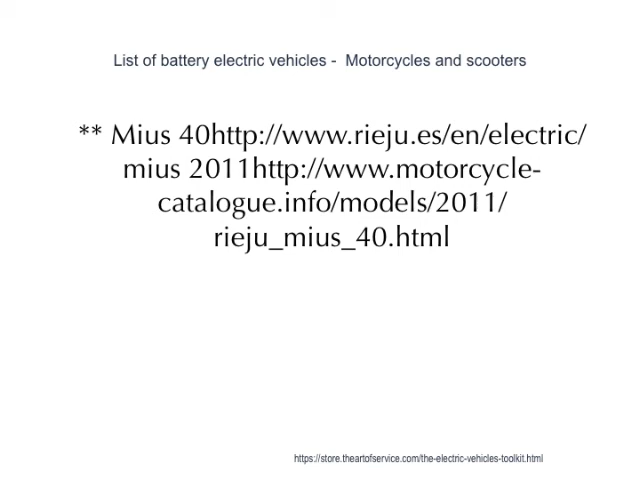 List of battery electric vehicles -  Motorcycles and scooters
** Mius 40http://www.rieju.es/en/electric/
mius 2011http://www.motorcycle-
catalogue.info/models/2011/
rieju_mius_40.html
https://store.theartofservice.com/the-electric-vehicles-toolkit.html